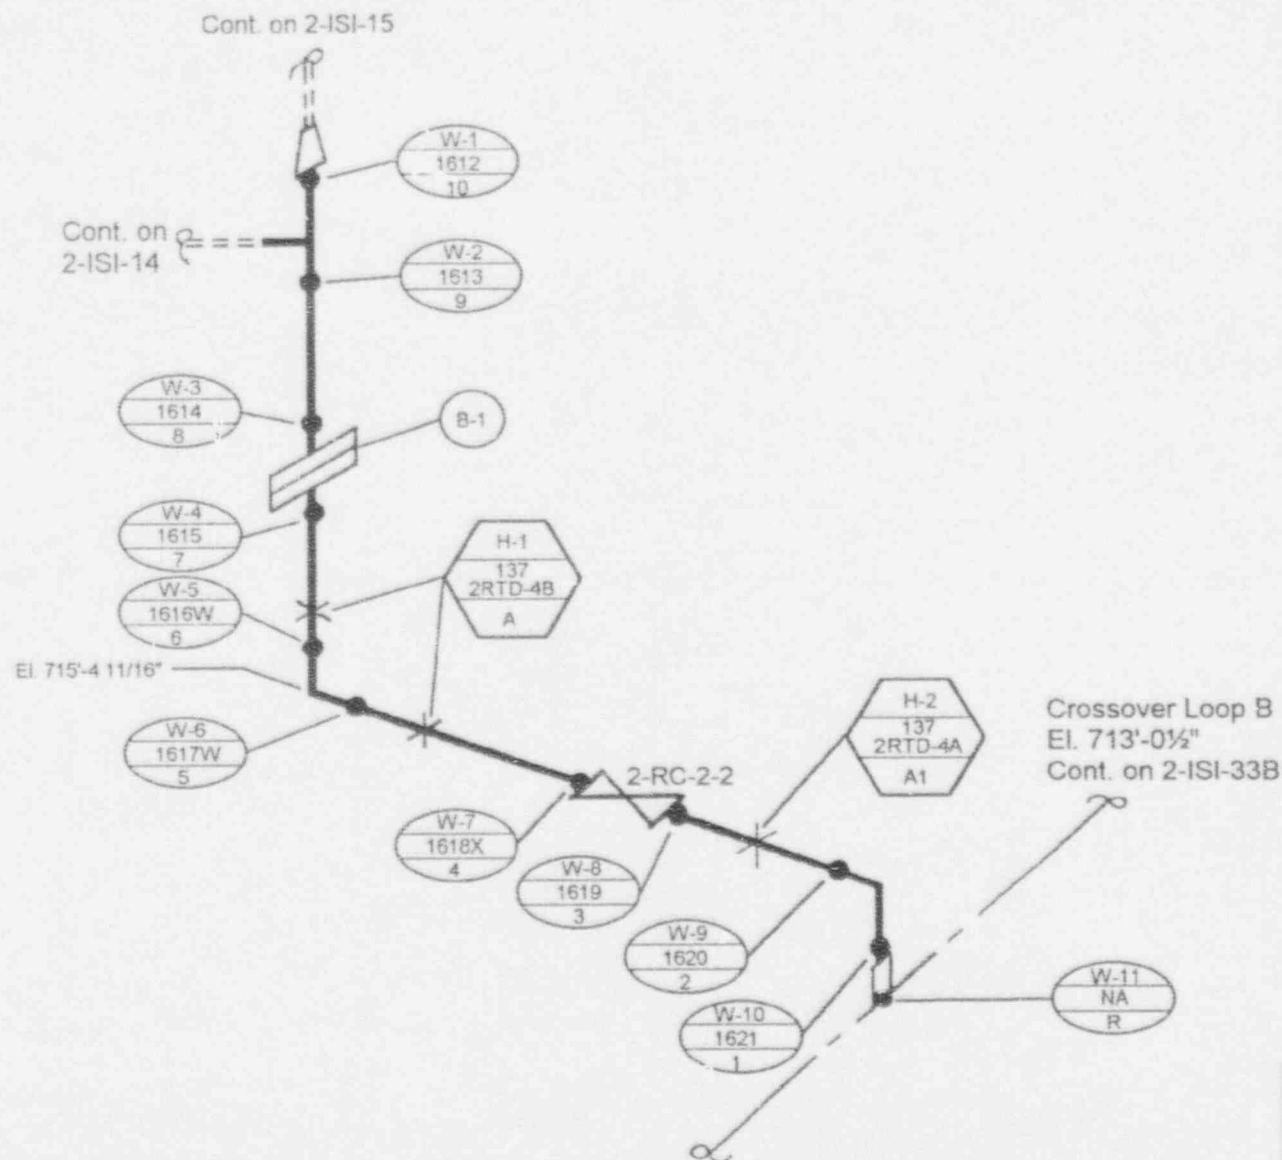 Cont. on 2-ISI-15
W-1
1612
10
Cont. on
2-ISI-14
W-2
1613
9
W-3
1614
8
B-1
W-4
1615
7
H-1
137
2RTD-4B
A
W-5
1616W
6
El. 715'-4 11/16"
W-6
1617W
5
H-2
137
2RTD-4A
A1
Crossover Loop B
El. 713'-0½"
Cont. on 2-ISI-33B
2-RC-2-2
W-7
1618X
4
W-8
1619
3
W-9
1620
2
W-10
1621
1
W-11
NA
R